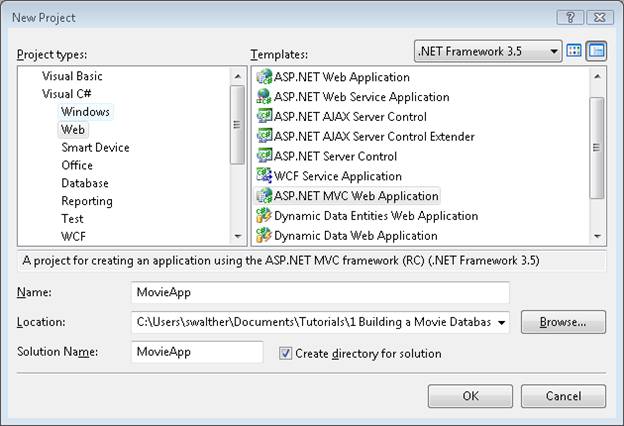 New Project
Project types:
Templates:
.NET Framework 3.5
Visual Basic
Visual C#
Windows
Web
Smart Device
Office
Database
Reporting
Test
WCF
ASP.NET Web Application
ASP.NET Web Service Application
ASP.NET AJAX Server Control
ASP.NET AJAX Server Control Extender
ASP.NET Server Control
WCF Service Application
ASP.NET MVC Web Application
Dynamic Data Entities Web Application
Dynamic Data Web Application
A project for creating an application using the ASP.NET MVC framework (RC) (.NET Framework 3.5)
Name:
MovieApp
Location:
C:\Users\swalther\Documents\Tutorials\1 Building a Movie Databas
Browse...
Solution Name:
MovieApp
Create directory for solution
OK
Cancel